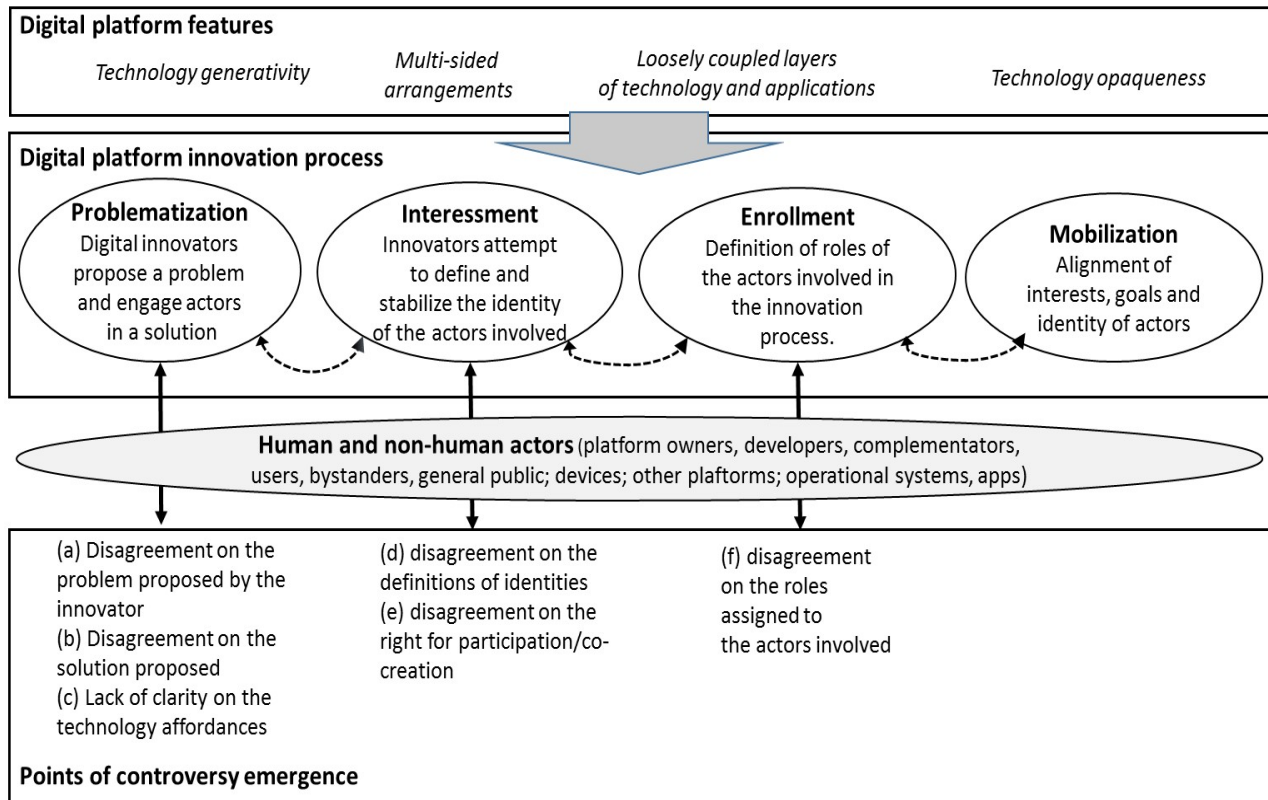 Digital platform features
Technology generativity
Multi-sided
arrangements
Loosely coupled layers
of technology and applications
Technology opaqueness
Digital platform innovation process
Problematization
Digital innovators
propose a problem
and engage actors
in a solution
Interessment
Innovators attempt
to define and
stabilize the identity
of the actors involved
Enrollment
Definition of roles of
the actors involved in
the innovation
process.
Mobilization
Alignment of
interests, goals and
identity of actors
Human and non-human actors (platform owners, developers, complementators,
users, bystanders, general public; devices; other plaftorms; operational systems, apps)
(a) Disagreement on the
problem proposed by the
innovator
(b) Disagreement on the
solution proposed
(c) Lack of clarity on the
technology affordances
(d) disagreement on the
definitions of identities
(e) disagreement on the
right for participation/co-
creation
(f) disagreement
on the roles
assigned to
the actors involved
Points of controversy emergence